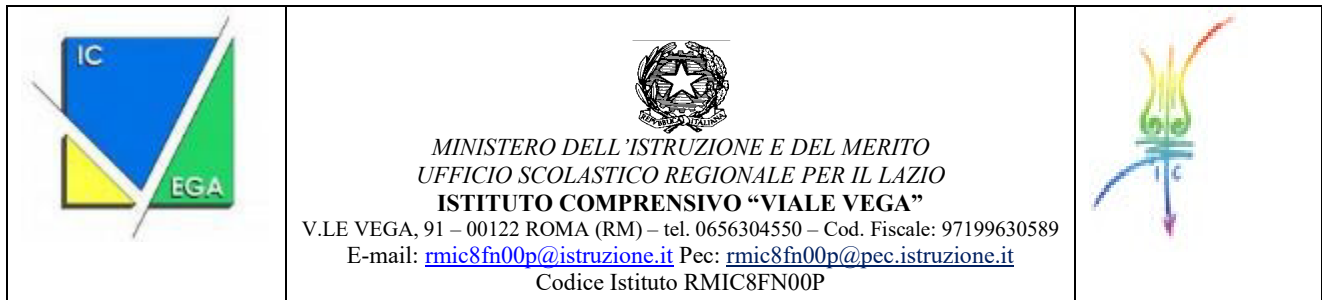 IC
EGA
REPVBBLICA ITALIANA
MINISTERO DELL’ISTRUZIONE E DEL MERITO
UFFICIO SCOLASTICO REGIONALE PER IL LAZIO
ISTITUTO COMPRENSIVO “VIALE VEGA”
V.LE VEGA, 91 – 00122 ROMA (RM) – tel. 0656304550 – Cod. Fiscale: 97199630589
E-mail: rmic8fn00p@istruzione.it Pec: rmic8fn00p@pec.istruzione.it
Codice Istituto RMIC8FN00P
I C